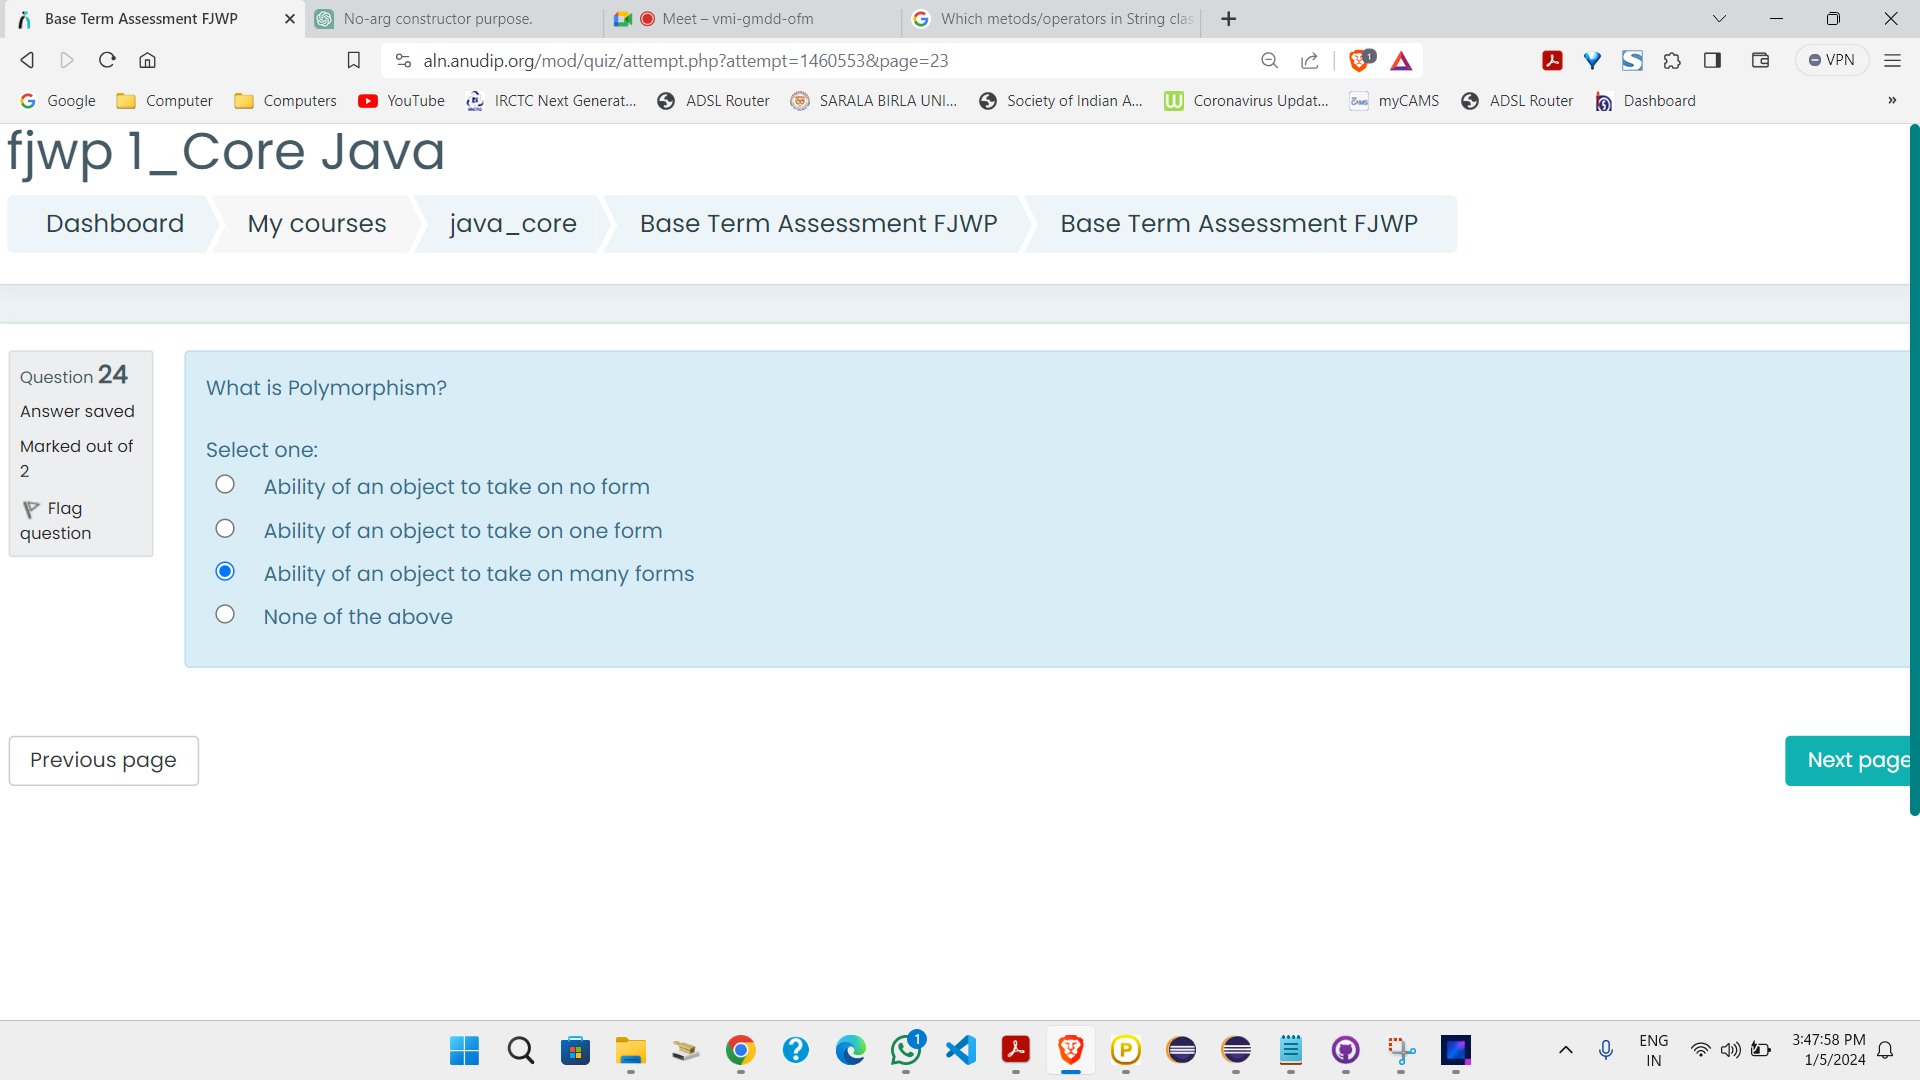 Base Term Assessment FJWP
No-arg constructor purpose.
Meet – vmi-gmdd-ofm
Which metods/operators in String clas
aln.anudip.org/mod/quiz/attempt.php?attempt=1460553&page=23
1
VPN
Google
Computer
Computers
YouTube
IRCTC Next Generat...
ADSL Router
SARALA BIRLA UNI...
Society of Indian A...
Coronavirus Updat...
myCAMS
ADSL Router
Dashboard
»
fjwp 1_Core Java
Dashboard
My courses
java_core
Base Term Assessment FJWP
Base Term Assessment FJWP
Question 24
Answer saved
Marked out of
2
Flag
question
What is Polymorphism?
Select one:
Ability of an object to take on no form
Ability of an object to take on one form
Ability of an object to take on many forms
None of the above
Previous page
Next page
1
ENG
IN
3:47:58 PM
1/5/2024